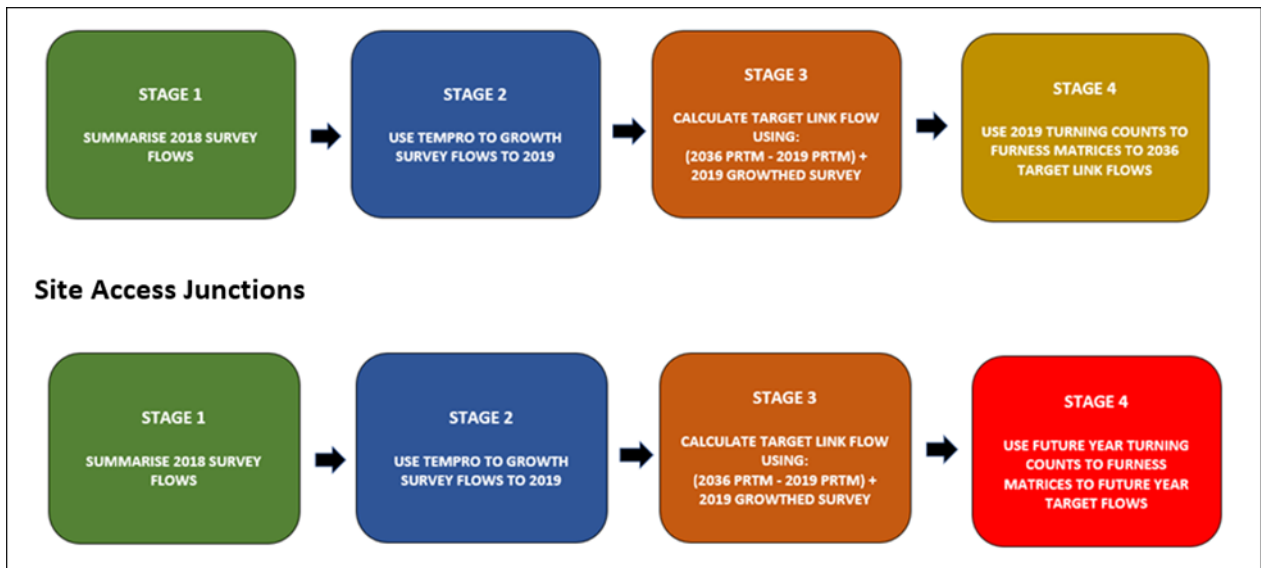 STAGE 1
SUMMARISE 2018 SURVEY
FLOWS
STAGE 2
USE TEMPRO TO GROWTH
SURVEY FLOWS TO 2019
STAGE 3
CALCULATE TARGET LINK FLOW
USING:
(2036 PRTM - 2019 PRTM) +
2019 GROWTHED SURVEY
STAGE 4
USE 2019 TURNING COUNTS TO
FURNESS MATRICES TO 2036
TARGET LINK FLOWS
Site Access Junctions
STAGE 1
SUMMARISE 2018 SURVEY
FLOWS
STAGE 2
USE TEMPRO TO GROWTH
SURVEY FLOWS TO 2019
STAGE 3
CALCULATE TARGET LINK FLOW
USING:
(2036 PRTM - 2019 PRTM) +
2019 GROWTHED SURVEY
STAGE 4
USE FUTURE YEAR TURNING
COUNTS TO FURNESS
MATRICES TO FUTURE YEAR
TARGET FLOWS